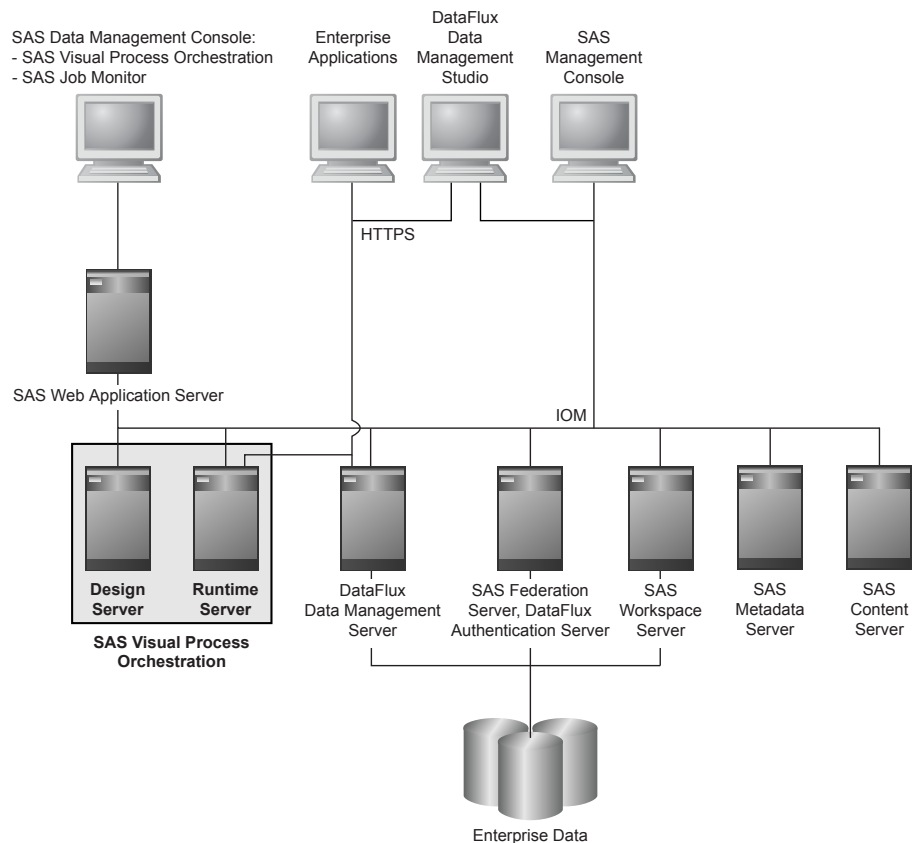 SAS Data Management Console:
- SAS Visual Process Orchestration
- SAS Job Monitor
Enterprise
Applications
DataFlux
Data
Management
Studio
SAS
Management
Console
HTTPS
SAS Web Application Server
IOM
Design
Server
Runtime
Server
SAS Visual Process
Orchestration
DataFlux
Data Management
Server
SAS Federation
Server, DataFlux
Authentication Server
SAS
Workspace
Server
SAS
Metadata
Server
SAS
Content
Server
Enterprise Data